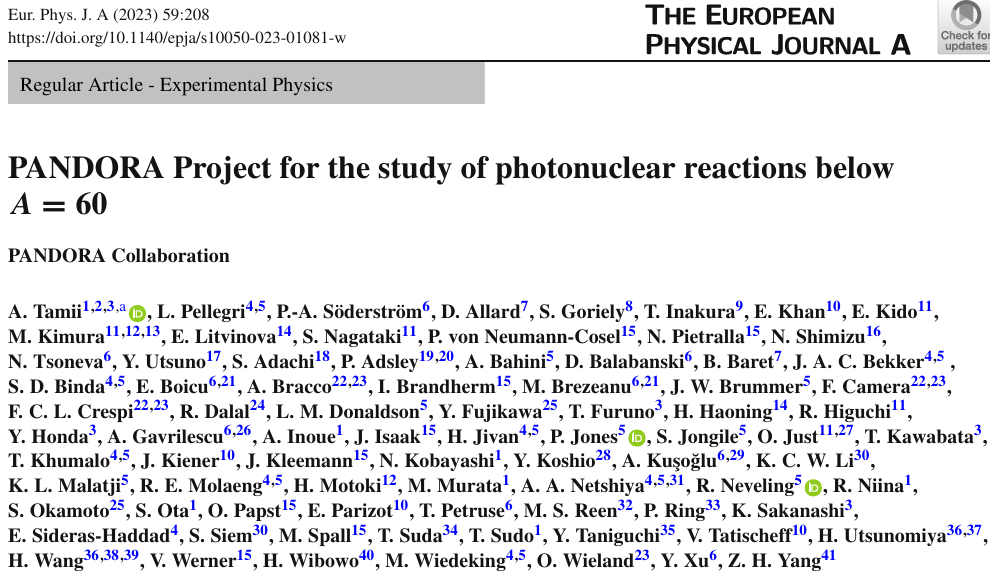 Eur. Phys. J. A (2023) 59:208
https://doi.org/10.1140/epja/s10050-023-01081-w
THE EUROPEAN
PHYSICAL JOURNAL A
Check for
updates
Regular Article - Experimental Physics
PANDORA Project for the study of photonuclear reactions below
A = 60
PANDORA Collaboration
A. Tamii1,2,3,a iD, L. Pellegri4,5, P.-A. Söderström6, D. Allard7, S. Goriely8, T. Inakura9, E. Khan10, E. Kido11,
M. Kimura11,12,13, E. Litvinova14, S. Nagataki11, P. von Neumann-Cosel15, N. Pietralla15, N. Shimizu16,
N. Tsoneva6, Y. Utsuno17, S. Adachi18, P. Adsley19,20, A. Bahini5, D. Balabanski6, B. Baret7, J. A. C. Bekker4,5,
S. D. Binda4,5, E. Boicu6,21, A. Bracco22,23, I. Brandherm15, M. Brezeanu6,21, J. W. Brummer5, F. Camera22,23,
F. C. L. Crespi22,23, R. Dalal24, L. M. Donaldson5, Y. Fujikawa25, T. Furuno3, H. Haoning14, R. Higuchi11,
Y. Honda3, A. Gavrilescu6,26, A. Inoue1, J. Isaak15, H. Jivan4,5, P. Jones5 iD, S. Jongile5, O. Just11,27, T. Kawabata3,
T. Khumalo4,5, J. Kiener10, J. Kleemann15, N. Kobayashi1, Y. Koshio28, A. Kuşoğlu6,29, K. C. W. Li30,
K. L. Malatji5, R. E. Molaeng4,5, H. Motoki12, M. Murata1, A. A. Netshiya4,5,31, R. Neveling5 iD, R. Niina1,
S. Okamoto25, S. Ota1, O. Papst15, E. Parizot10, T. Petruse6, M. S. Reen32, P. Ring33, K. Sakanashi3,
E. Sideras-Haddad4, S. Siem30, M. Spall15, T. Suda34, T. Sudo1, Y. Taniguchi35, V. Tatischeff10, H. Utsunomiya36,37,
H. Wang36,38,39, V. Werner15, H. Wibowo40, M. Wiedeking4,5, O. Wieland23, Y. Xu6, Z. H. Yang41